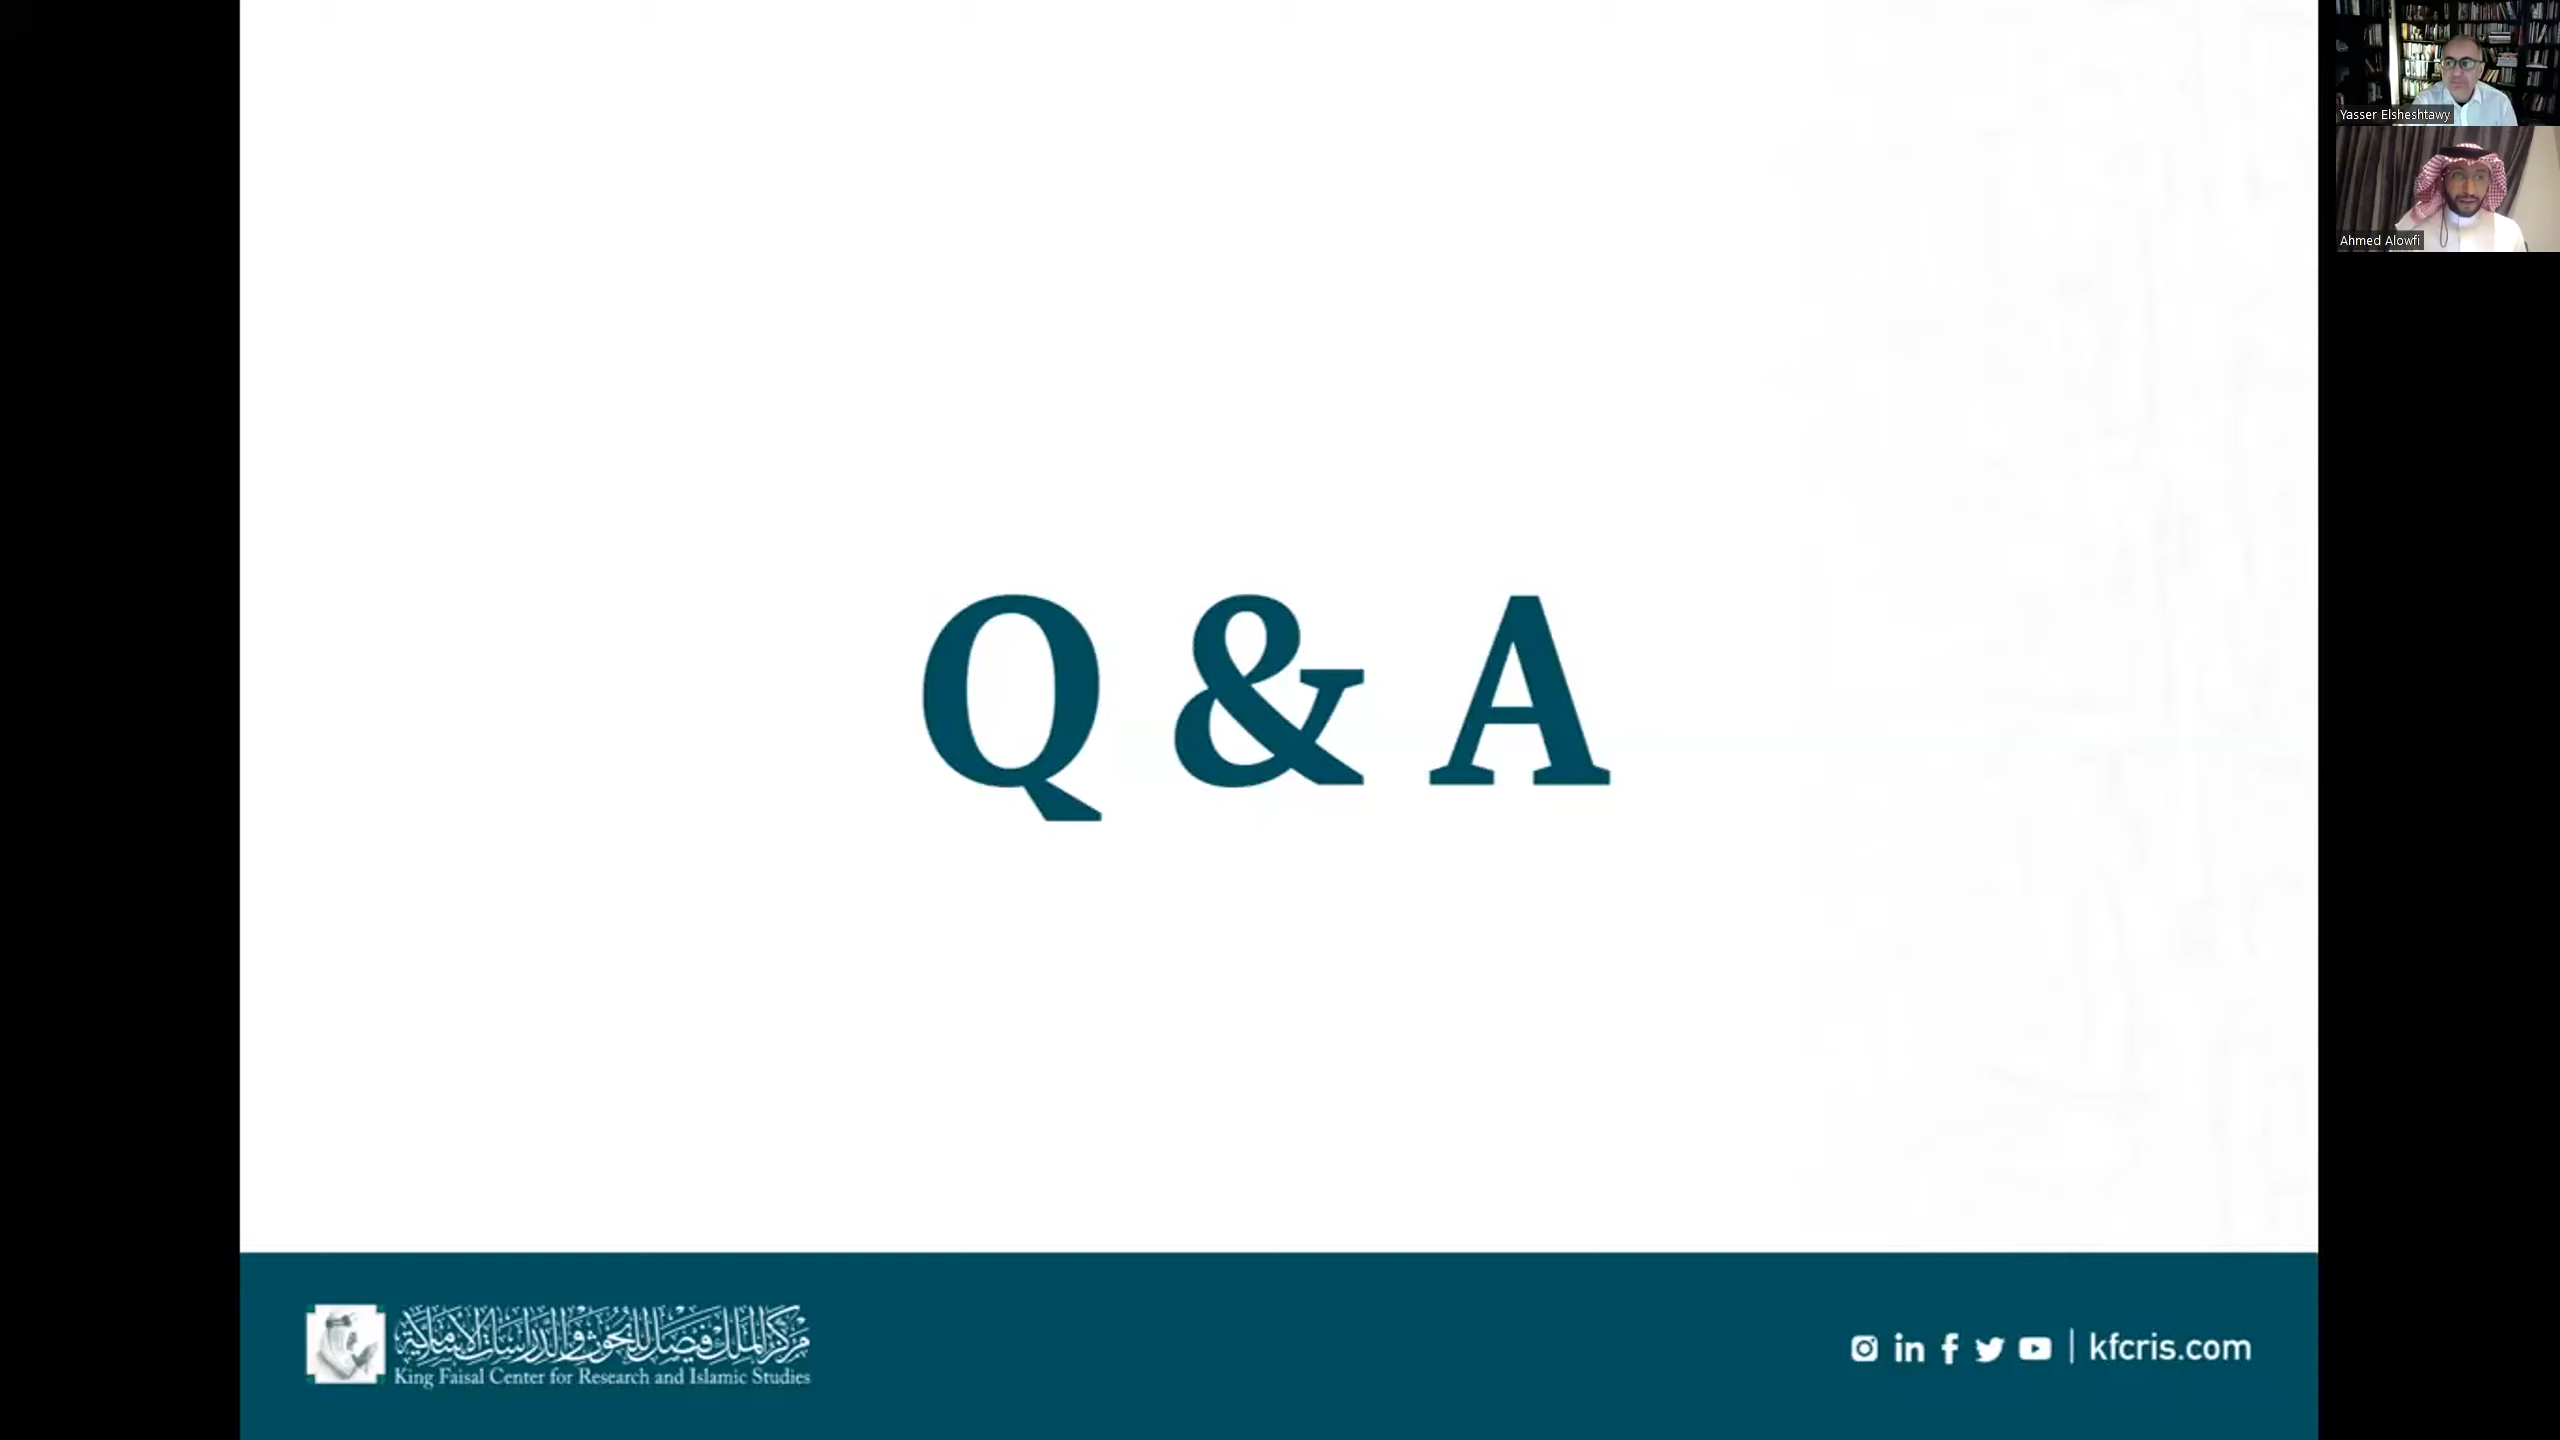 Yasser Elsheshtawy
Ahmed Alowfi
Q & A
مركز الملك فيصل للبحوث والدراسات الإسلامية
King Faisal Center for Research and Islamic Studies
kfcris.com